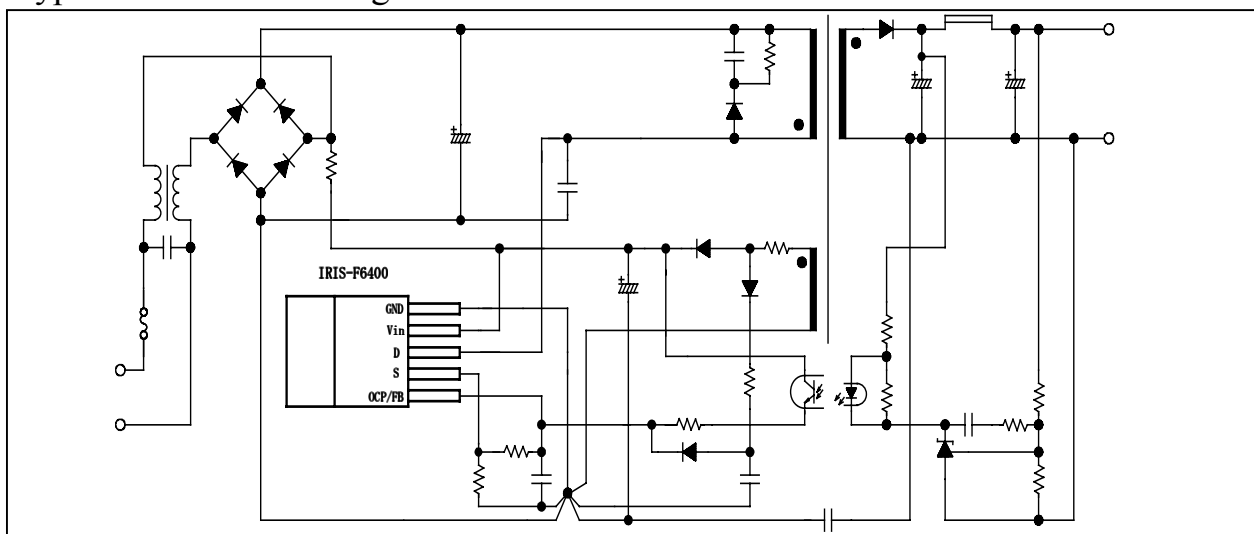 IRIS-F6400
GND
Vin
D
S
OCP/FB
+
+
+
+